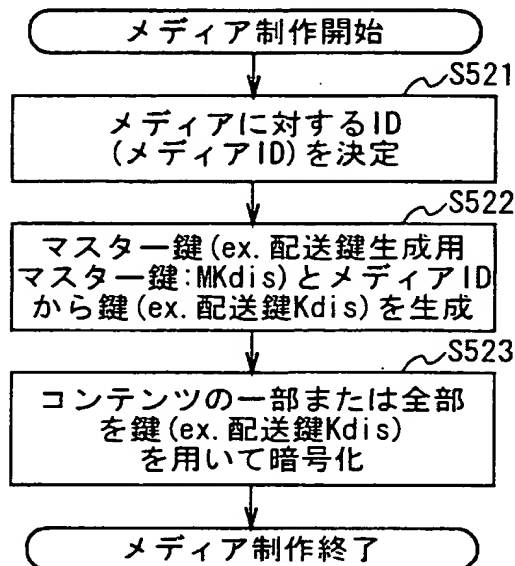 メディア制作開始
S521
メディアに対するID
(メディアID)を決定
S522
マスター鍵(ex.配送鍵生成用
マスター鍵:MKdis)とメディアID
から鍵(ex.配送鍵Kdis)を生成
S523
コンテンツの一部または全部
を鍵(ex.配送鍵Kdis)
を用いて暗号化
メディア制作終了